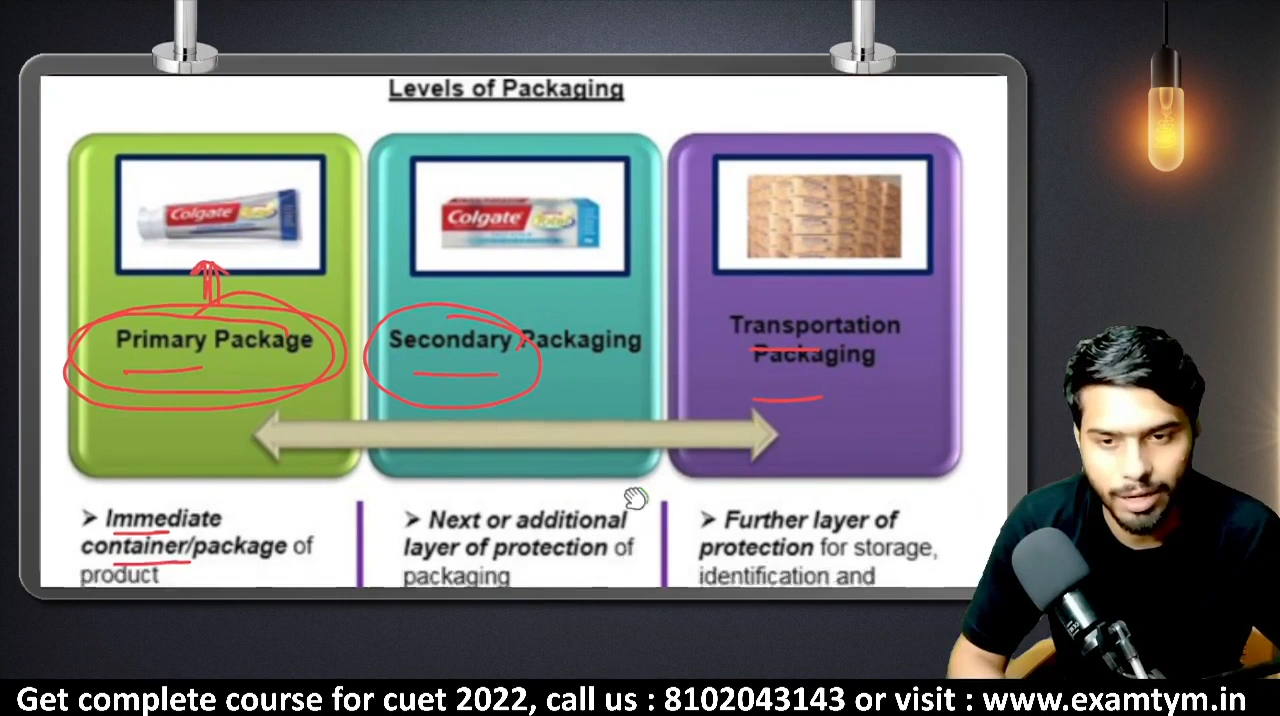 Levels of Packaging
Colgate
Colgate
Total
Primary Package
Secondary Packaging
Transportation
Packaging
➤ Immediate
container/package of
product
➤ Next or additional
layer of protection of
packaging
➤ Further layer of
protection for storage,
identification and
Get complete course for cuet 2022, call us : 8102043143 or visit : www.examtym.in